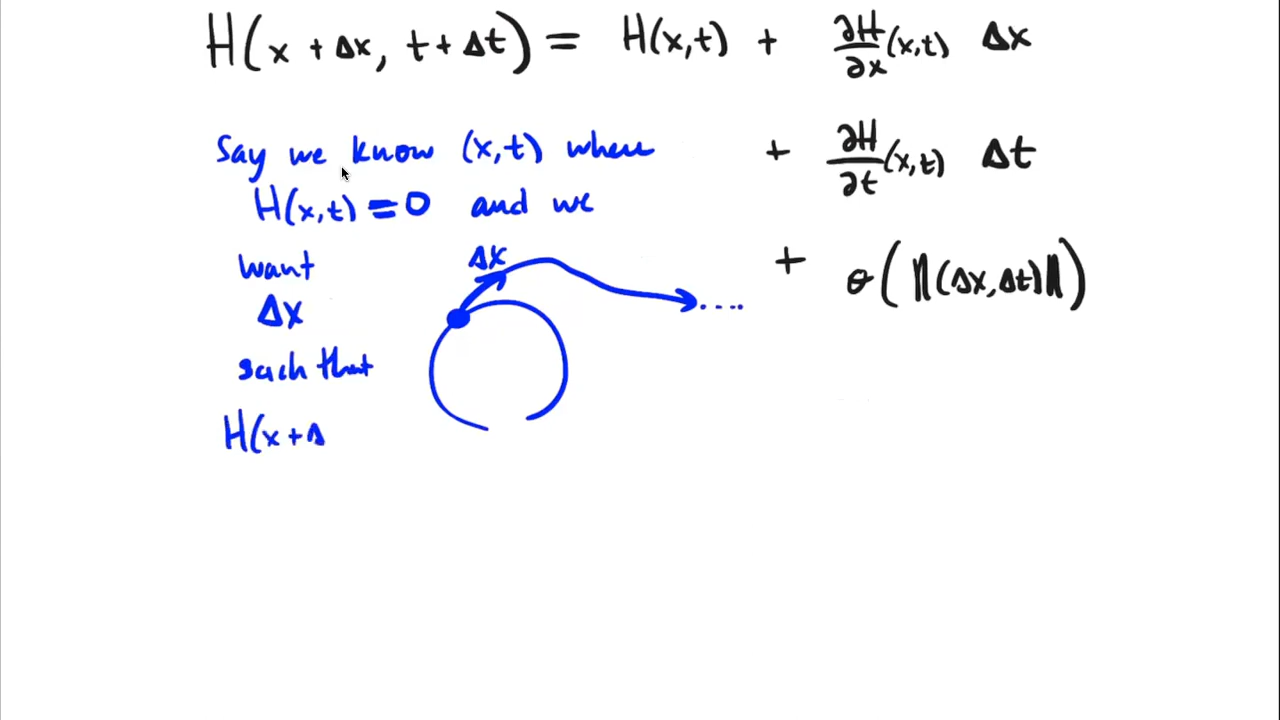 H(x + Δx, t + Δt) = H(x,t) + ∂H/∂x (x,t) Δx
+ ∂H/∂t (x,t) Δt
+ o(‖(Δx,Δt)‖)
Say we know (x,t) where
H(x,t) = 0 and we
want
Δx
such that
H(x+Δ
Δx
....